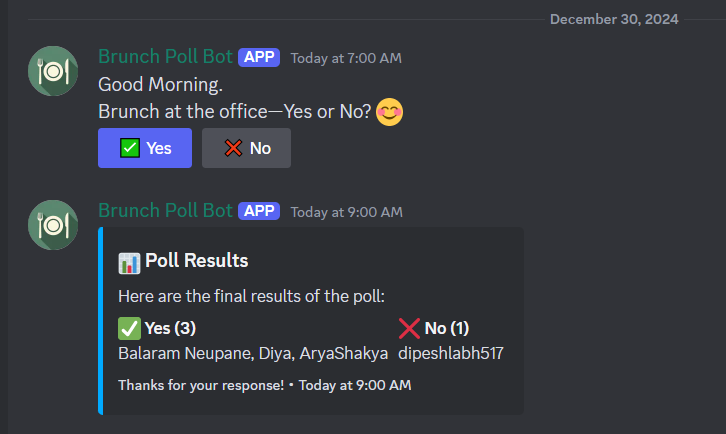 December 30, 2024
Brunch Poll Bot APP Today at 7:00 AM
Good Morning.
Brunch at the office—Yes or No? 😊
✅ Yes ❌ No
Brunch Poll Bot APP Today at 9:00 AM
📊 Poll Results
Here are the final results of the poll:
✅ Yes (3) ❌ No (1)
Balaram Neupane, Diya, AryaShakya dipeshlabh517
Thanks for your response! • Today at 9:00 AM